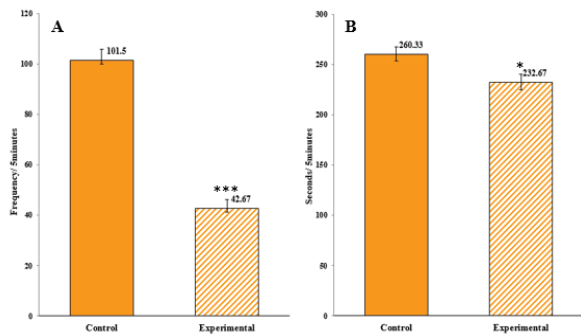 A
120
100
80
60
40
20
0
Frequency/ 5minutes
101.5
***
42.67
Control
Experimental
B
300
250
200
150
100
50
0
Seconds/ 5minutes
260.33
*
232.67
Control
Experimental